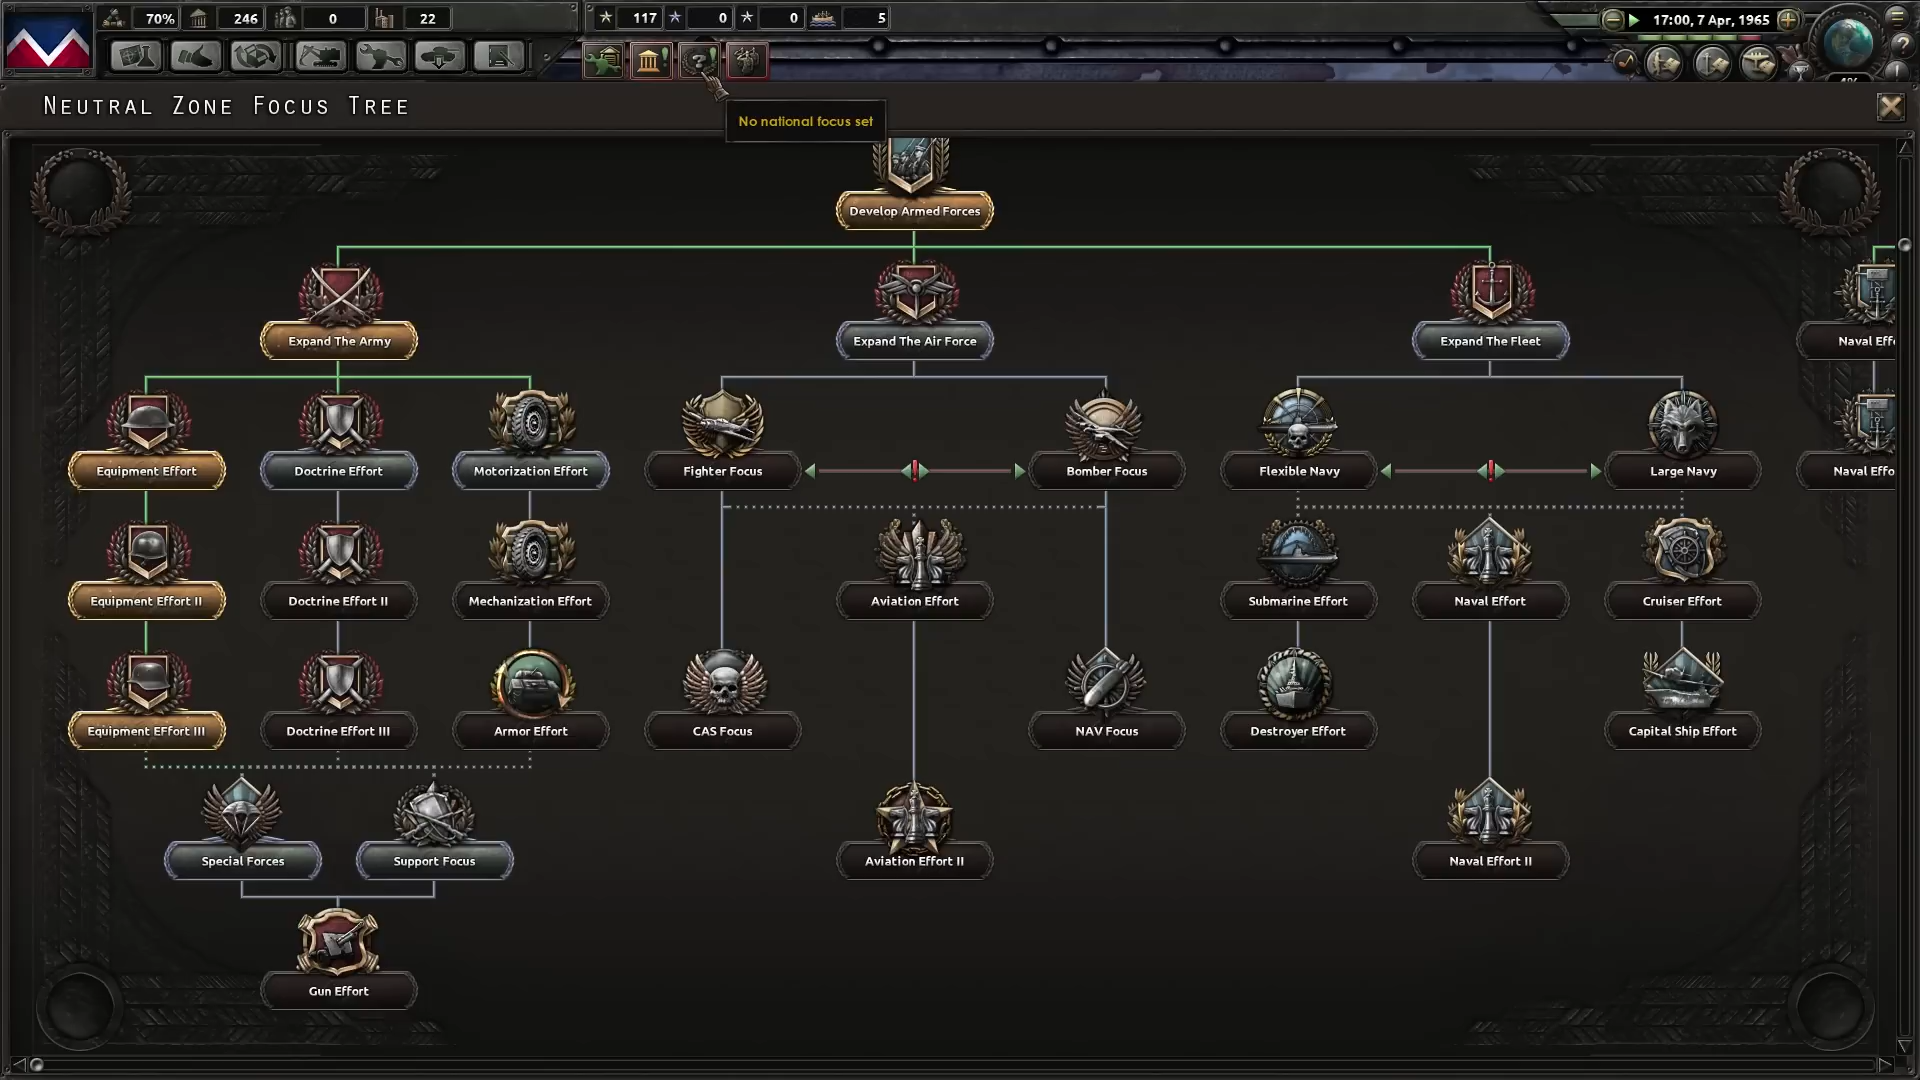 70%
246
0
22
117
0
0
5
17:00, 7 Apr, 1965
4%
Neutral Zone Focus Tree
No national focus set
Develop Armed Forces
Expand The Army
Expand The Air Force
Expand The Fleet
Naval Effo
Equipment Effort
Doctrine Effort
Motorization Effort
Fighter Focus
Bomber Focus
Flexible Navy
Large Navy
Naval Effo
Equipment Effort II
Doctrine Effort II
Mechanization Effort
Aviation Effort
Submarine Effort
Naval Effort
Cruiser Effort
Equipment EFfort III
Doctrine Effort III
Armor Effort
CAS Focus
NAV Focus
Destroyer Effort
Capital Ship Effort
Special Forces
Support Focus
Aviation Effort II
Naval Effort II
Gun Effort